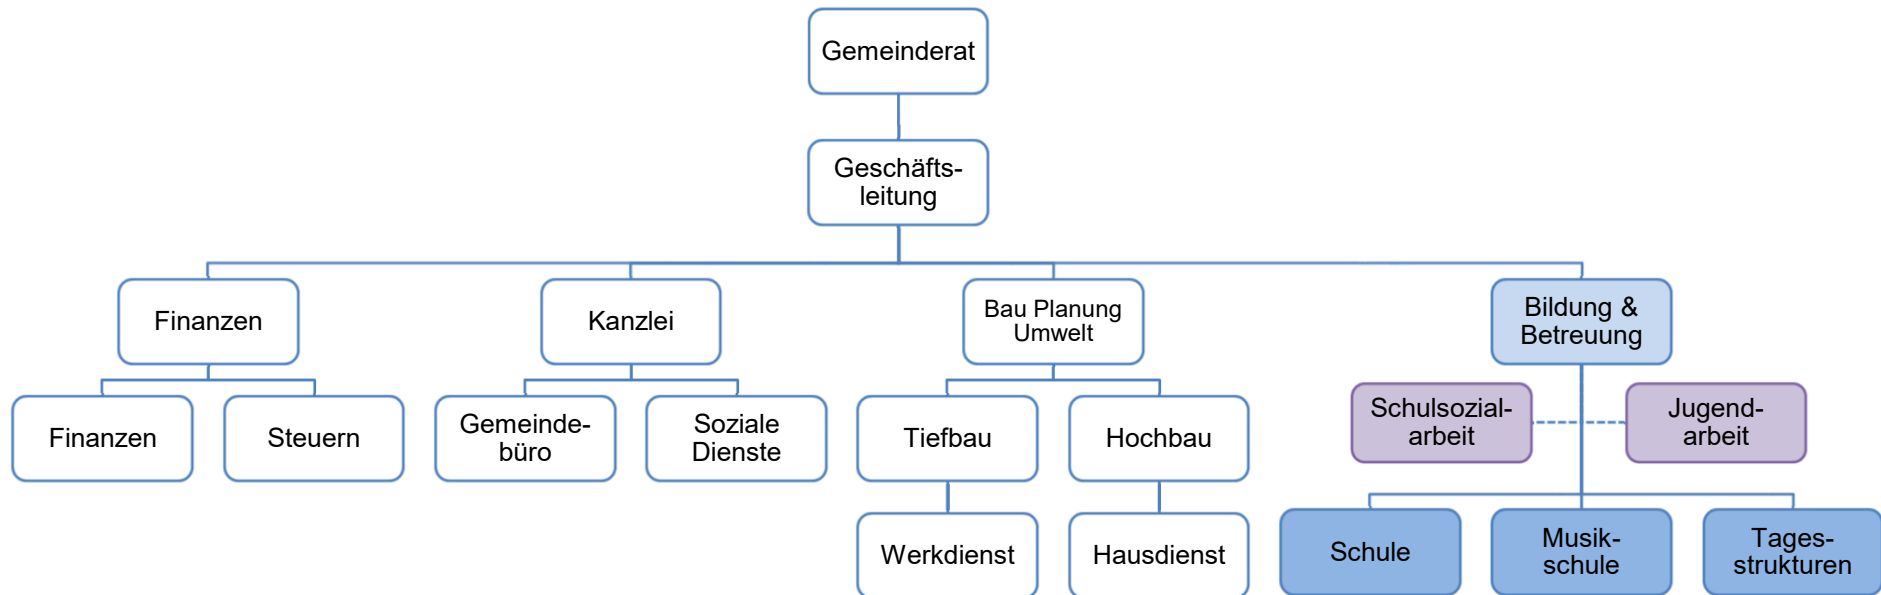 Gemeinderat
Geschäfts-
leitung
Finanzen
Kanzlei
Bau Planung
Umwelt
Bildung &
Betreuung
Finanzen
Steuern
Gemeinde-
büro
Soziale
Dienste
Tiefbau
Hochbau
Schulsozial-
arbeit
Jugend-
arbeit
Werkdienst
Hausdienst
Schule
Musik-
schule
Tages-
strukturen